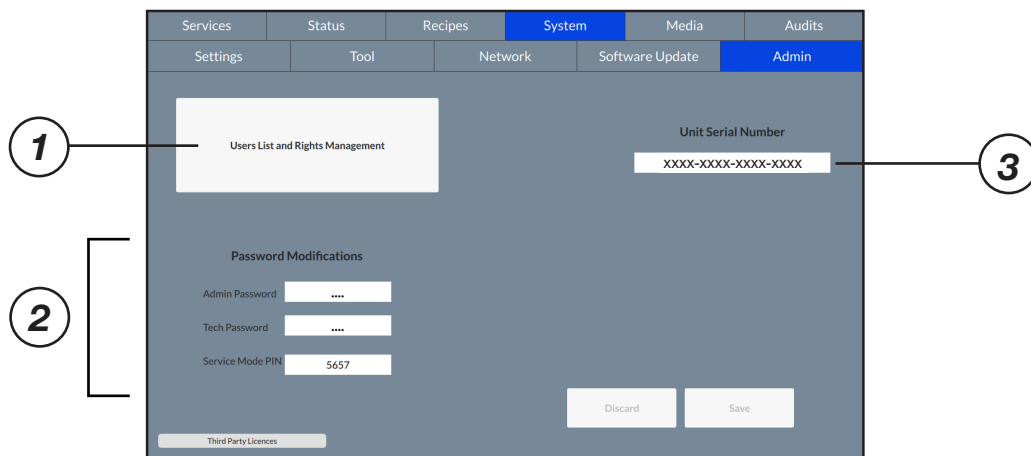 Services Status Recipes System Media Audits
Settings Tool Network Software Update Admin
1
Users List and Rights Management
Unit Serial Number
XXXX-XXXX-XXXX-XXXX
3
2
Password Modifications
Admin Password ....
Tech Password ....
Service Mode PIN 5657
Discard Save
Third Party Licences